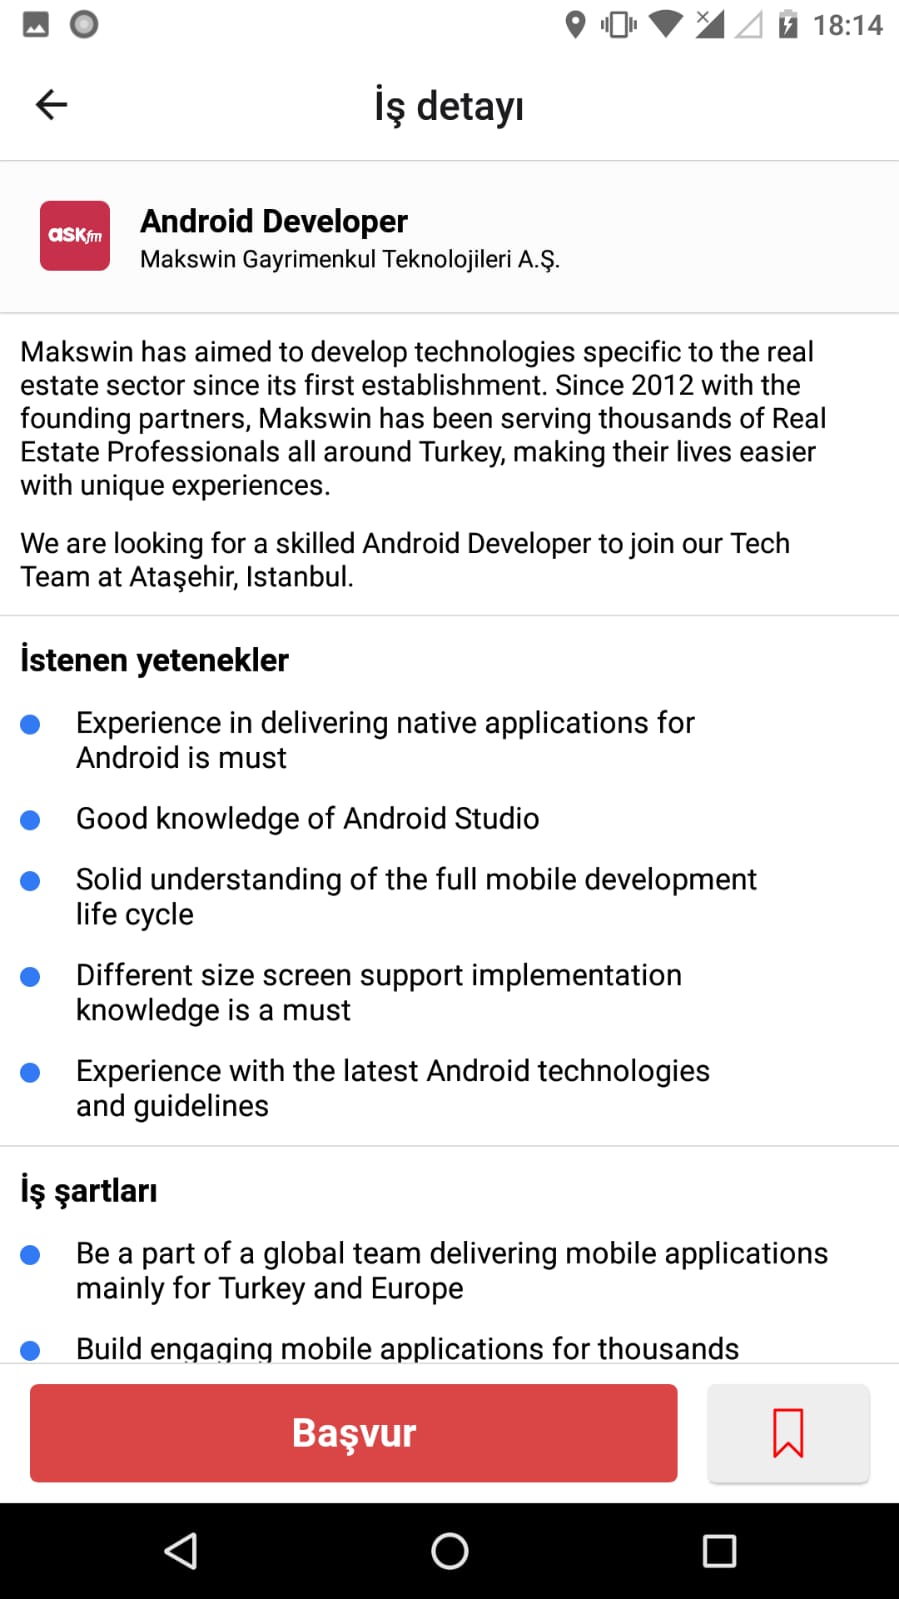 18:14
İş detayı
ASKfm
Android Developer
Makswin Gayrimenkul Teknolojileri A.Ş.
Makswin has aimed to develop technologies specific to the real
estate sector since its first establishment. Since 2012 with the
founding partners, Makswin has been serving thousands of Real
Estate Professionals all around Turkey, making their lives easier
with unique experiences.
We are looking for a skilled Android Developer to join our Tech
Team at Ataşehir, Istanbul.
İstenen yetenekler
Experience in delivering native applications for
Android is must
Good knowledge of Android Studio
Solid understanding of the full mobile development
life cycle
Different size screen support implementation
knowledge is a must
Experience with the latest Android technologies
and guidelines
İş şartları
Be a part of a global team delivering mobile applications
mainly for Turkey and Europe
Build engaging mobile applications for thousands
Başvur